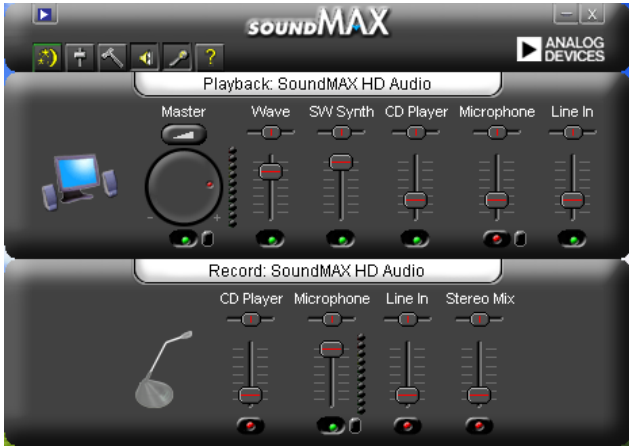 SOUNDMAX
ANALOG
DEVICES
Playback: SoundMAX HD Audio
Master Wave SW Synth CD Player Microphone Line In
- +
Record: SoundMAX HD Audio
CD Player Microphone Line In Stereo Mix